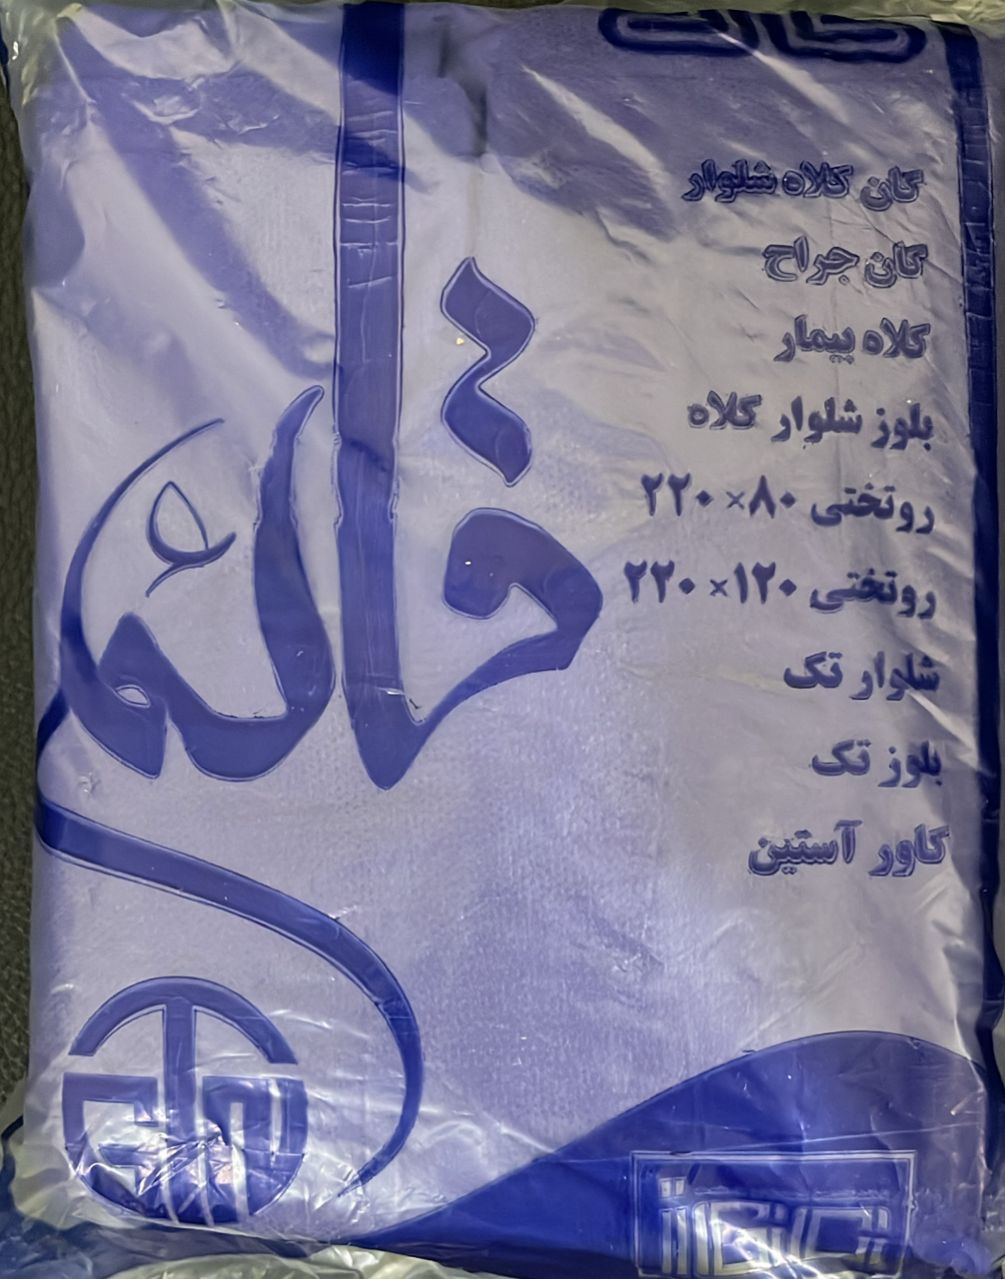 گان کلاه شلوار
گان جراح
کلاه بیمار
بلوز شلوار کلاه
روتختی ۸۰×۲۲۰
روتختی ۱۲۰×۲۲۰
شلوار تک
بلوز تک
کاور آستین
قائم